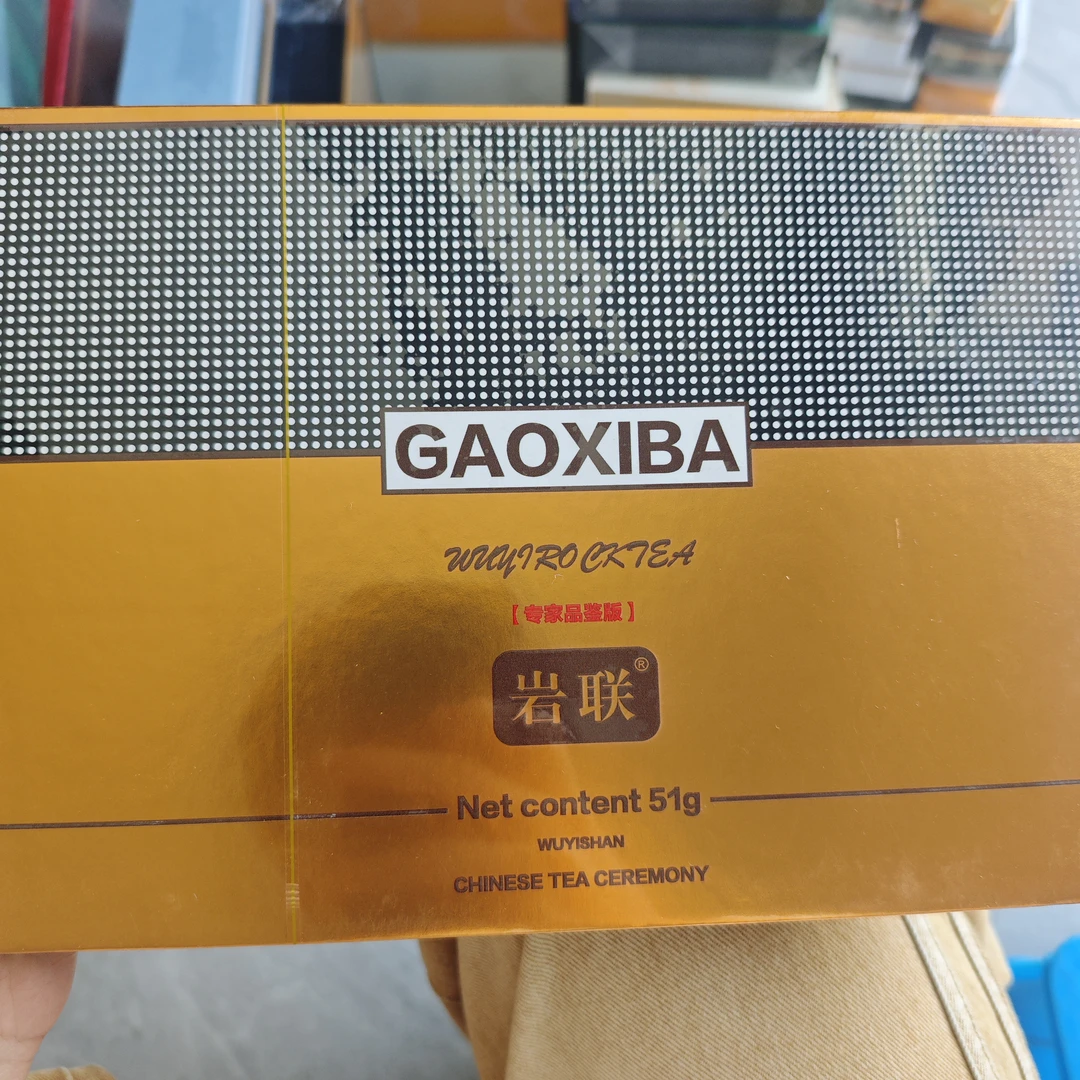 GAOXIBA
WUYIROCKTEA
【专家品鉴版】
岩联®
Net content 51g
WUYISHAN
CHINESE TEA CEREMONY